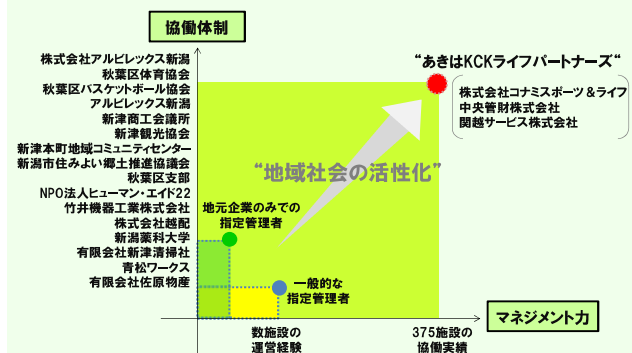 協働体制
株式会社アルビレックス新潟
秋葉区体育協会
秋葉区バスケットボール協会
アルビレックス新潟
新津商工会議所
新津観光協会
新津本町地域コミュニティセンター
新潟市住みよい郷土推進協議会
秋葉区支部
NPO法人ヒューマン・エイド22
竹井機器工業株式会社
株式会社越配
新潟薬科大学
有限会社新津清掃社
青松ワークス
有限会社佐原物産
“あきはKCKライフパートナーズ“
株式会社コナミスポーツ&ライフ
中央管財株式会社
関越サービス株式会社
“地域社会の活性化”
地元企業のみでの
指定管理者
一般的な
指定管理者
マネジメント力
数施設の
運営経験
375施設の
協働実績